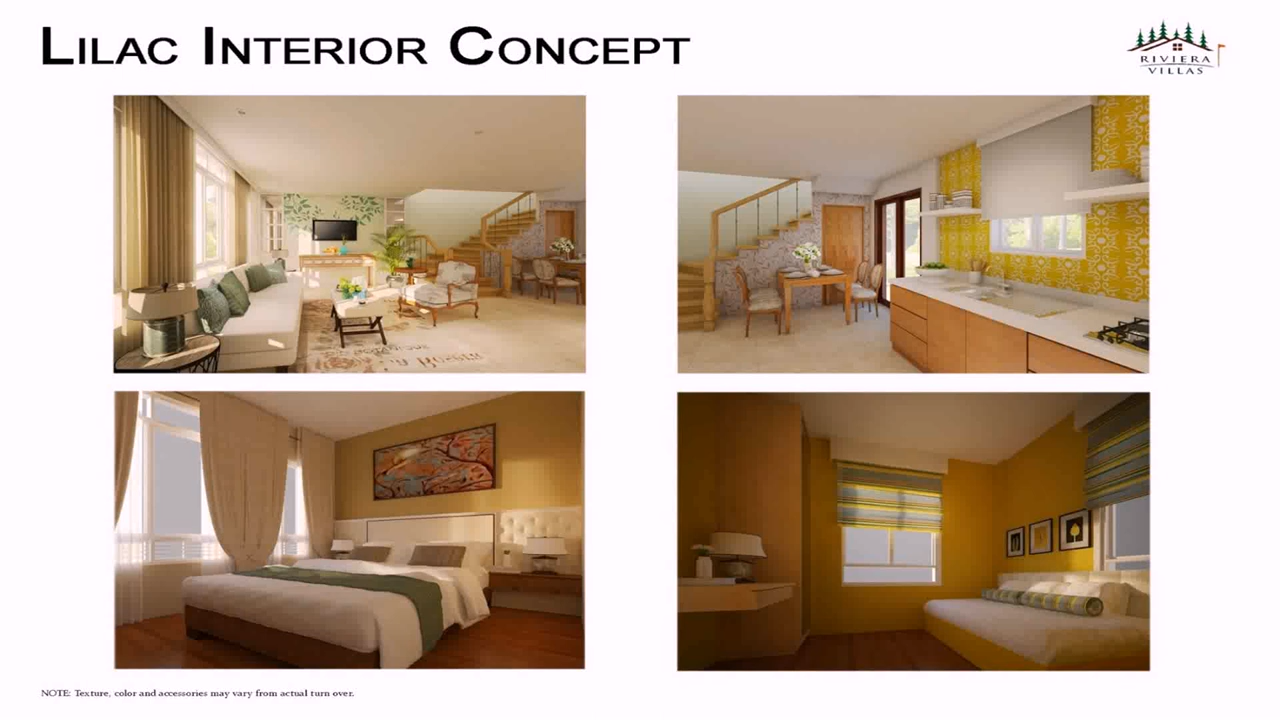 LILAC INTERIOR CONCEPT
RIVIERA
VILLAS
NOTE: Texture, color and accessories may vary from actual turn over.